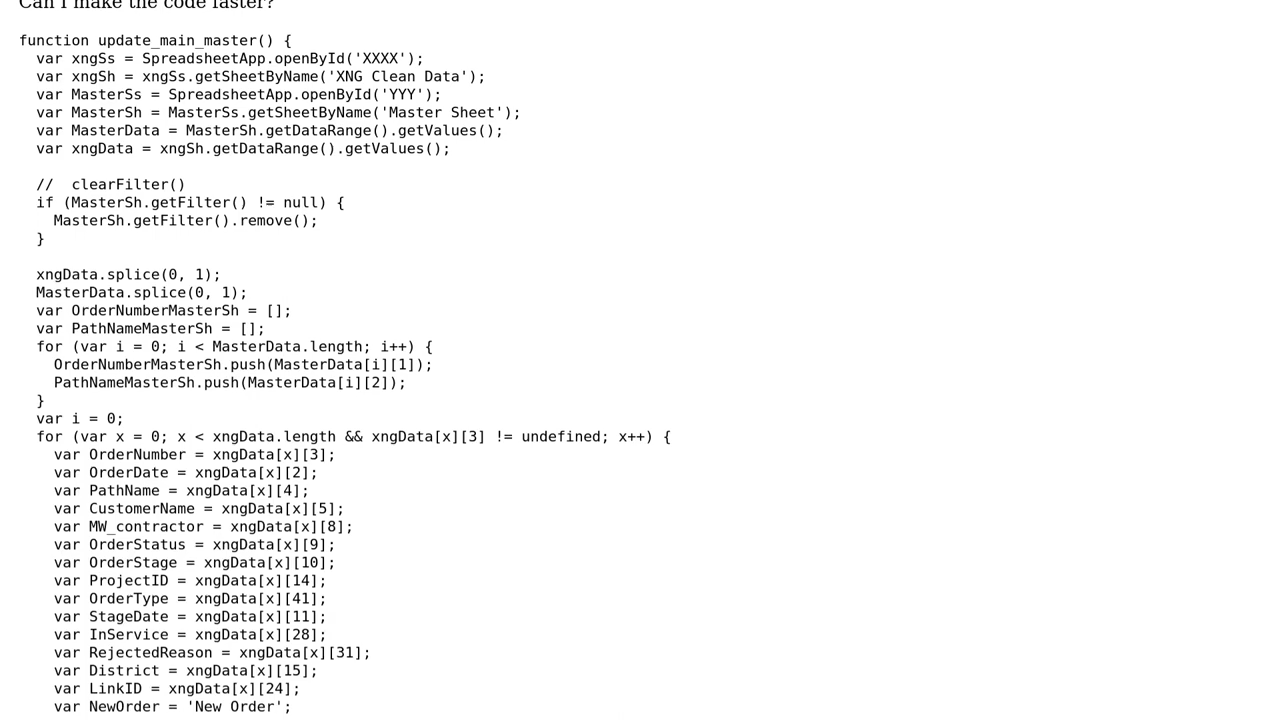 Can I make the code faster?
function update_main_master() {
  var xngSs = SpreadsheetApp.openById('XXXX');
  var xngSh = xngSs.getSheetByName('XNG Clean Data');
  var MasterSs = SpreadsheetApp.openById('YYY');
  var MasterSh = MasterSs.getSheetByName('Master Sheet');
  var MasterData = MasterSh.getDataRange().getValues();
  var xngData = xngSh.getDataRange().getValues();

  //  clearFilter()
  if (MasterSh.getFilter() != null) {
    MasterSh.getFilter().remove();
  }

  xngData.splice(0, 1);
  MasterData.splice(0, 1);
  var OrderNumberMasterSh = [];
  var PathNameMasterSh = [];
  for (var i = 0; i < MasterData.length; i++) {
    OrderNumberMasterSh.push(MasterData[i][1]);
    PathNameMasterSh.push(MasterData[i][2]);
  }
  var i = 0;
  for (var x = 0; x < xngData.length && xngData[x][3] != undefined; x++) {
    var OrderNumber = xngData[x][3];
    var OrderDate = xngData[x][2];
    var PathName = xngData[x][4];
    var CustomerName = xngData[x][5];
    var MW_contractor = xngData[x][8];
    var OrderStatus = xngData[x][9];
    var OrderStage = xngData[x][10];
    var ProjectID = xngData[x][14];
    var OrderType = xngData[x][41];
    var StageDate = xngData[x][11];
    var InService = xngData[x][28];
    var RejectedReason = xngData[x][31];
    var District = xngData[x][15];
    var LinkID = xngData[x][24];
    var NewOrder = 'New Order';